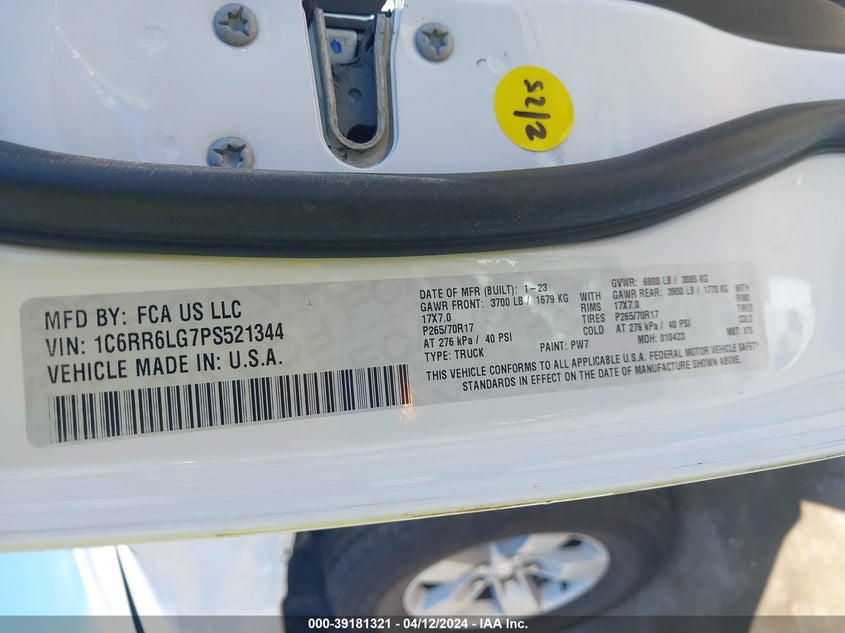 2/25
MFD BY: FCA US LLC
VIN: 1C6RR6LG7PS521344
VEHICLE MADE IN: U.S.A.
DATE OF MFR (BUILT): 1-23 GVWR: 6800 LB / 3085 KG
GAWR FRONT: 3700 LB / 1679 KG WITH GAWR REAR: 3900 LB / 1770 KG WITH
17X7.0 RIMS 17X7.0 RIMS
P265/70R17 TIRES P265/70R17 TIRES
AT 276 kPa / 40 PSI COLD AT 276 kPa / 40 PSI COLD
TYPE: TRUCK PAINT: PW7 MDH: 010423 MKT: 875
THIS VEHICLE CONFORMS TO ALL APPLICABLE U.S.A. FEDERAL MOTOR VEHICLE SAFETY
STANDARDS IN EFFECT ON THE DATE OF MANUFACTURE SHOWN ABOVE.
000-39181321 - 04/12/2024 - IAA Inc.